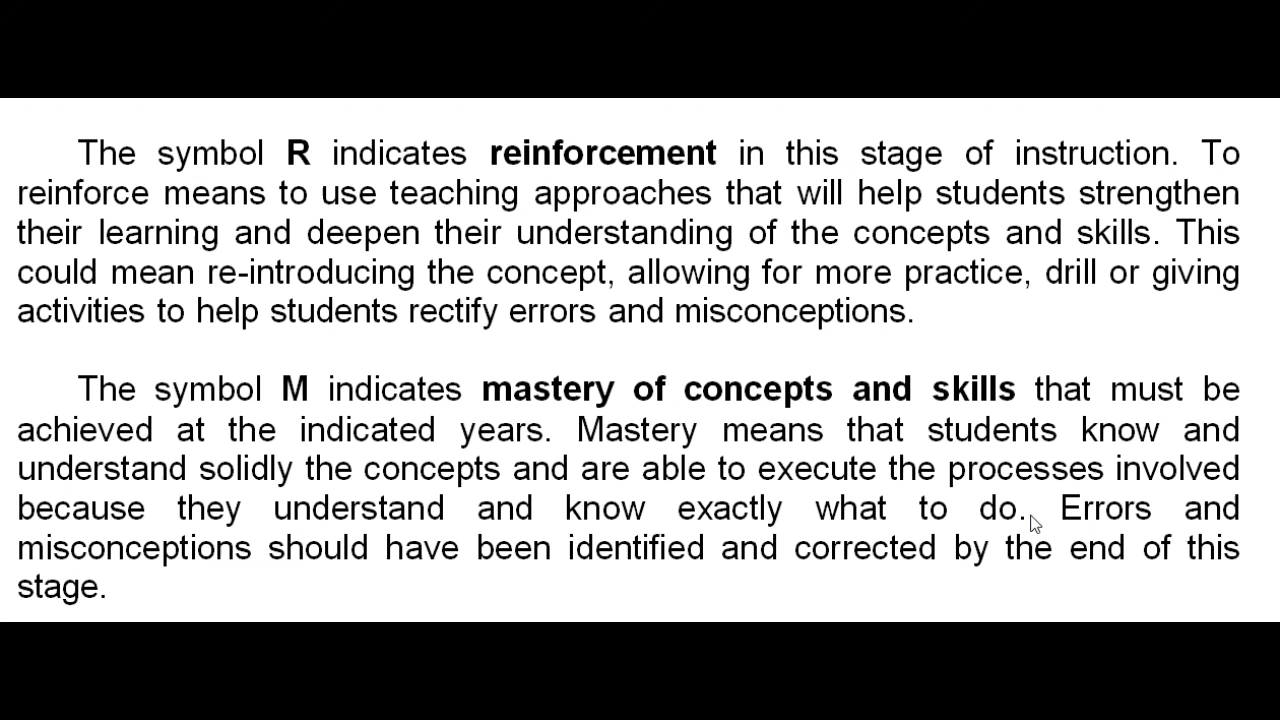 The symbol R indicates reinforcement in this stage of instruction. To
reinforce means to use teaching approaches that will help students strengthen
their learning and deepen their understanding of the concepts and skills. This
could mean re-introducing the concept, allowing for more practice, drill or giving
activities to help students rectify errors and misconceptions.
The symbol M indicates mastery of concepts and skills that must be
achieved at the indicated years. Mastery means that students know and
understand solidly the concepts and are able to execute the processes involved
because they understand and know exactly what to do. Errors and
misconceptions should have been identified and corrected by the end of this
stage.